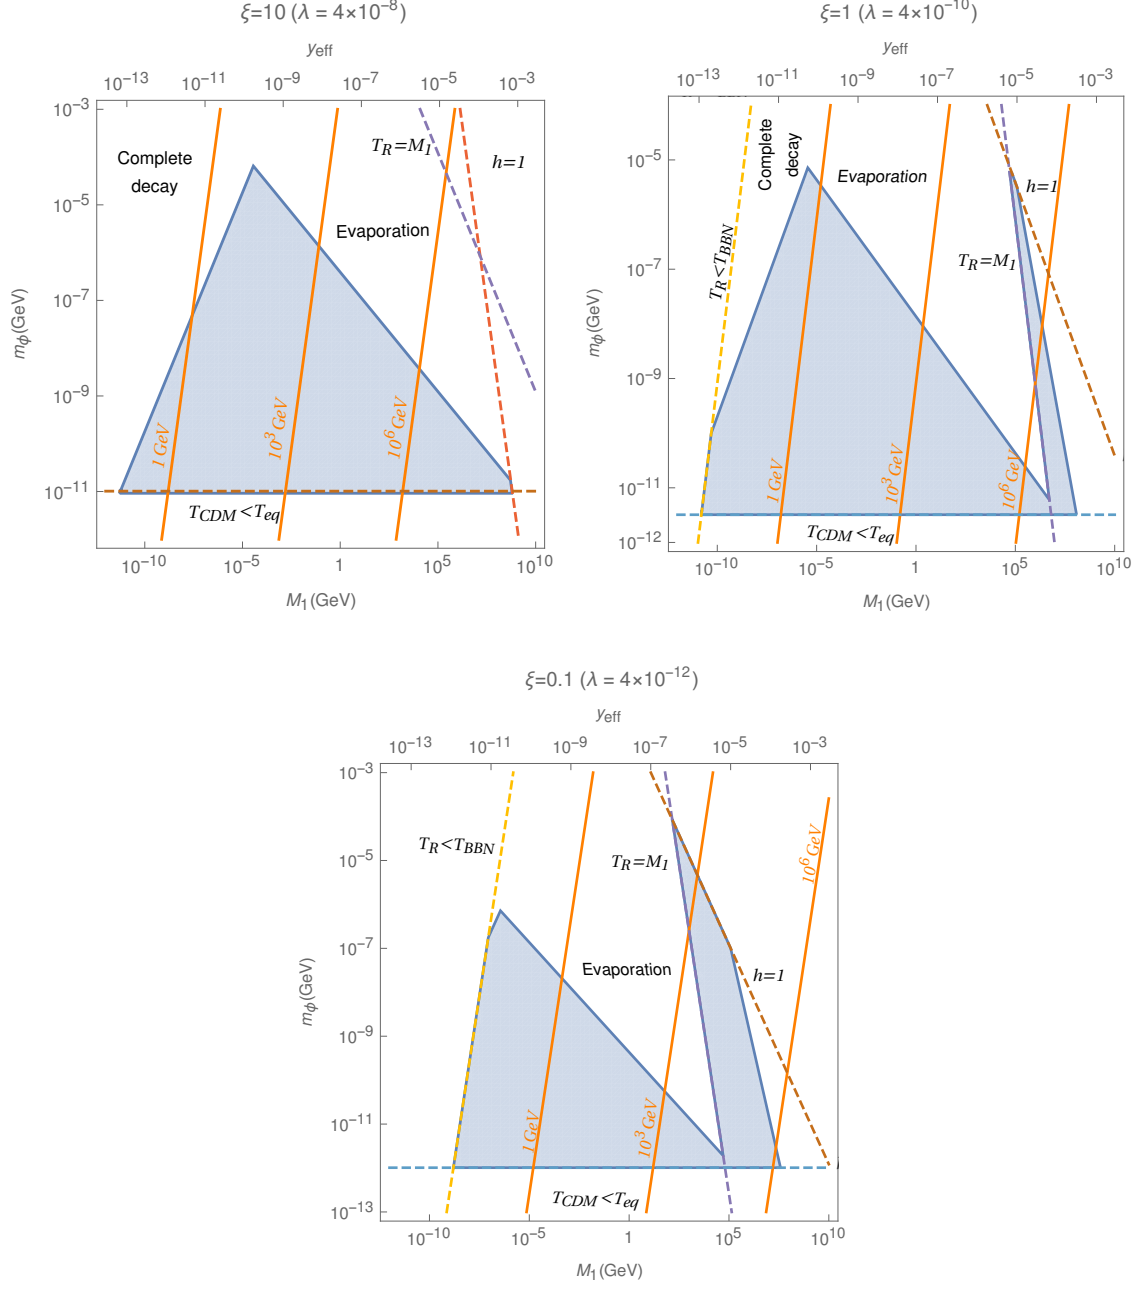 ξ=10 (λ = 4×10⁻⁸)
y_eff
10⁻¹³ 10⁻¹¹ 10⁻⁹ 10⁻⁷ 10⁻⁵ 10⁻³
10⁻³
10⁻⁵
10⁻⁷
10⁻⁹
10⁻¹¹
m_ϕ(GeV)
Complete
decay
T_R=M_1
h=1
Evaporation
1 GeV
10³ GeV
10⁶ GeV
T_CDM<T_eq
10⁻¹⁰ 10⁻⁵ 1 10⁵ 10¹⁰
M_1(GeV)
ξ=1 (λ = 4×10⁻¹⁰)
y_eff
10⁻¹³ 10⁻¹¹ 10⁻⁹ 10⁻⁷ 10⁻⁵ 10⁻³
10⁻⁵
10⁻⁷
10⁻⁹
10⁻¹¹
10⁻¹²
m_ϕ(GeV)
T_R<T_BBN
Complete
decay
Evaporation
h=1
T_R=M_1
1 GeV
10³ GeV
10⁶ GeV
T_CDM<T_eq
10⁻¹⁰ 10⁻⁵ 1 10⁵ 10¹⁰
M_1(GeV)
ξ=0.1 (λ = 4×10⁻¹²)
y_eff
10⁻¹³ 10⁻¹¹ 10⁻⁹ 10⁻⁷ 10⁻⁵ 10⁻³
10⁻³
10⁻⁵
10⁻⁷
10⁻⁹
10⁻¹¹
10⁻¹³
m_ϕ(GeV)
T_R<T_BBN
T_R=M_1
10⁶ GeV
Evaporation
h=1
1 GeV
10³ GeV
T_CDM<T_eq
10⁻¹⁰ 10⁻⁵ 1 10⁵ 10¹⁰
M_1(GeV)